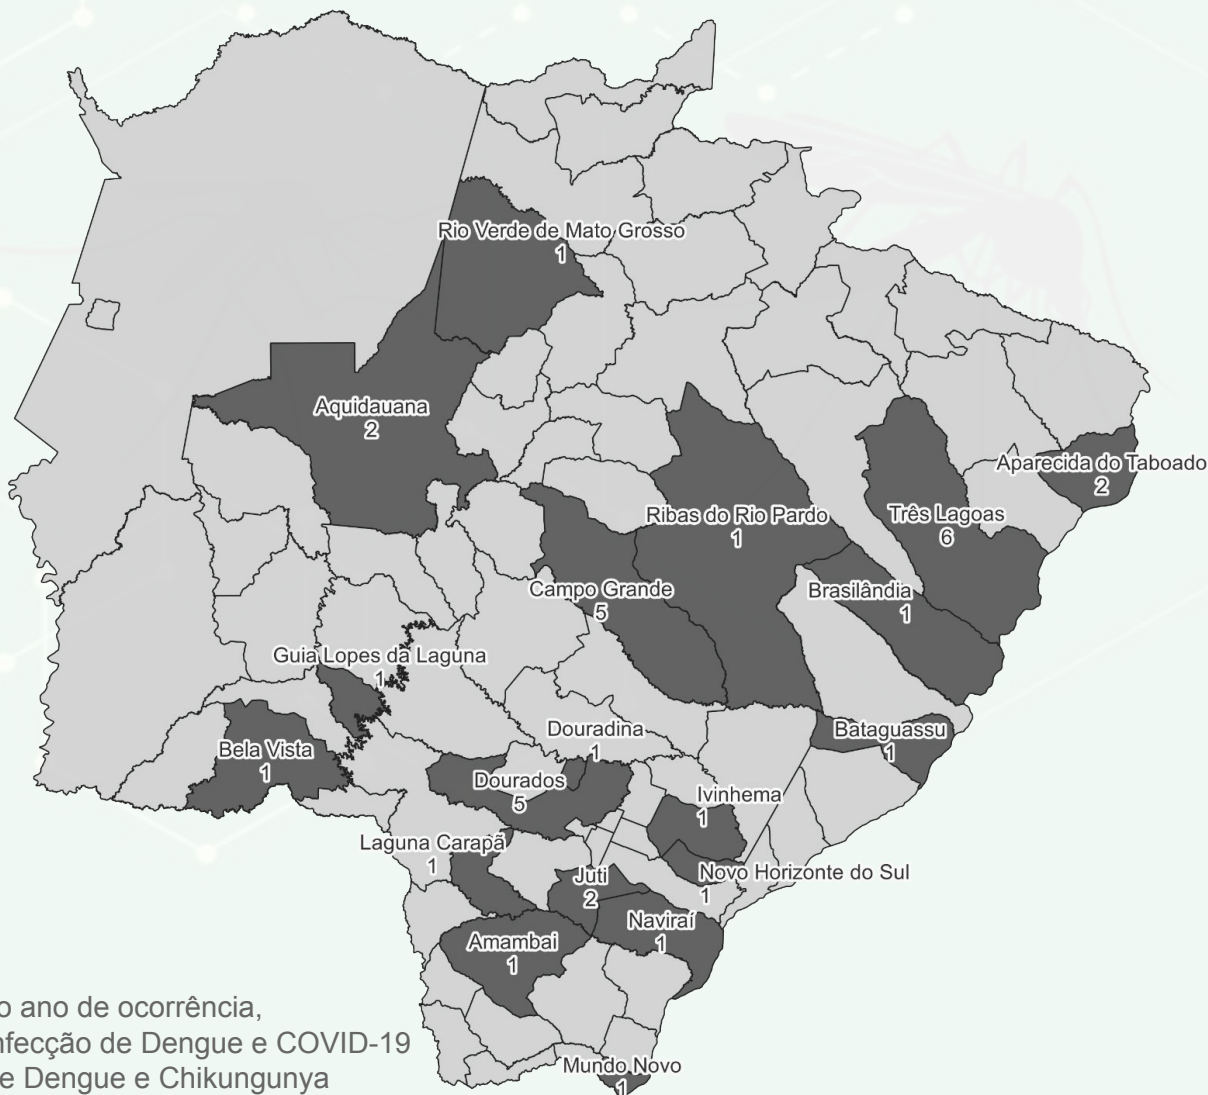 Rio Verde de Mato Grosso
1
Aquidauana
2
Aparecida do Taboado
2
Três Lagoas
6
Ribas do Rio Pardo
1
Campo Grande
5
Brasilândia
1
Guia Lopes da Laguna
1
Bela Vista
1
Douradina
1
Bataguassu
1
Dourados
5
Ivinhema
1
Laguna Carapã
1
Juti
2
Novo Horizonte do Sul
1
Naviraí
1
Amambai
1
Mundo Novo
1
o ano de ocorrência,
nfecção de Dengue e COVID-19
e Dengue e Chikungunya